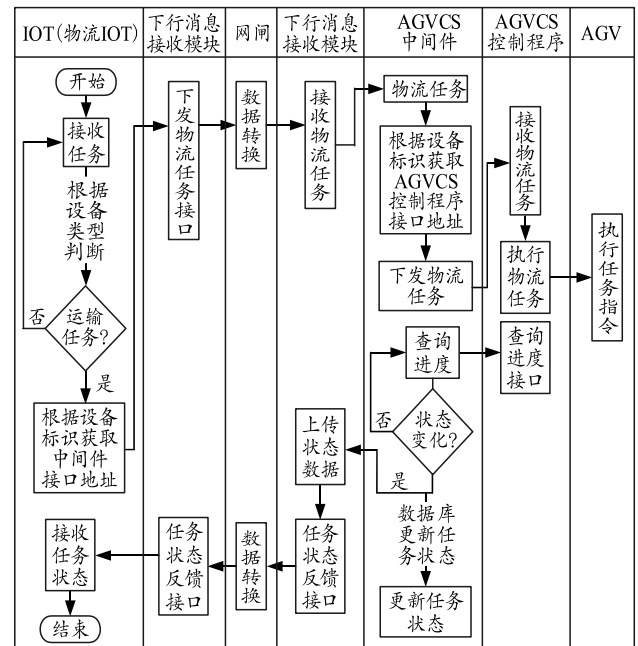 IOT(物流IOT)
下行消息
接收模块
网闸
下行消息
接收模块
AGVCS
中间件
AGVCS
控制程序
AGV
开始
接收
任务
根据
设备
类型
判断
运输
任务?
否
是
根据设备
标识获取
中间件
接口地址
下发物流任务接口
数据转换
接收物流任务
物流任务
根据设备
标识获取
AGVCS
控制程序
接口地址
下发物流
任务
接收物流任务
执行
物流
任务
执行任务指令
查询
进度
查询
进度
接口
状态
变化?
否
是
上传
状态
数据
数据库
更新任
务状态
更新任务
状态
任务
状态
反馈
接口
数据转换
任务
状态
反馈
接口
接收
任务
状态
结束